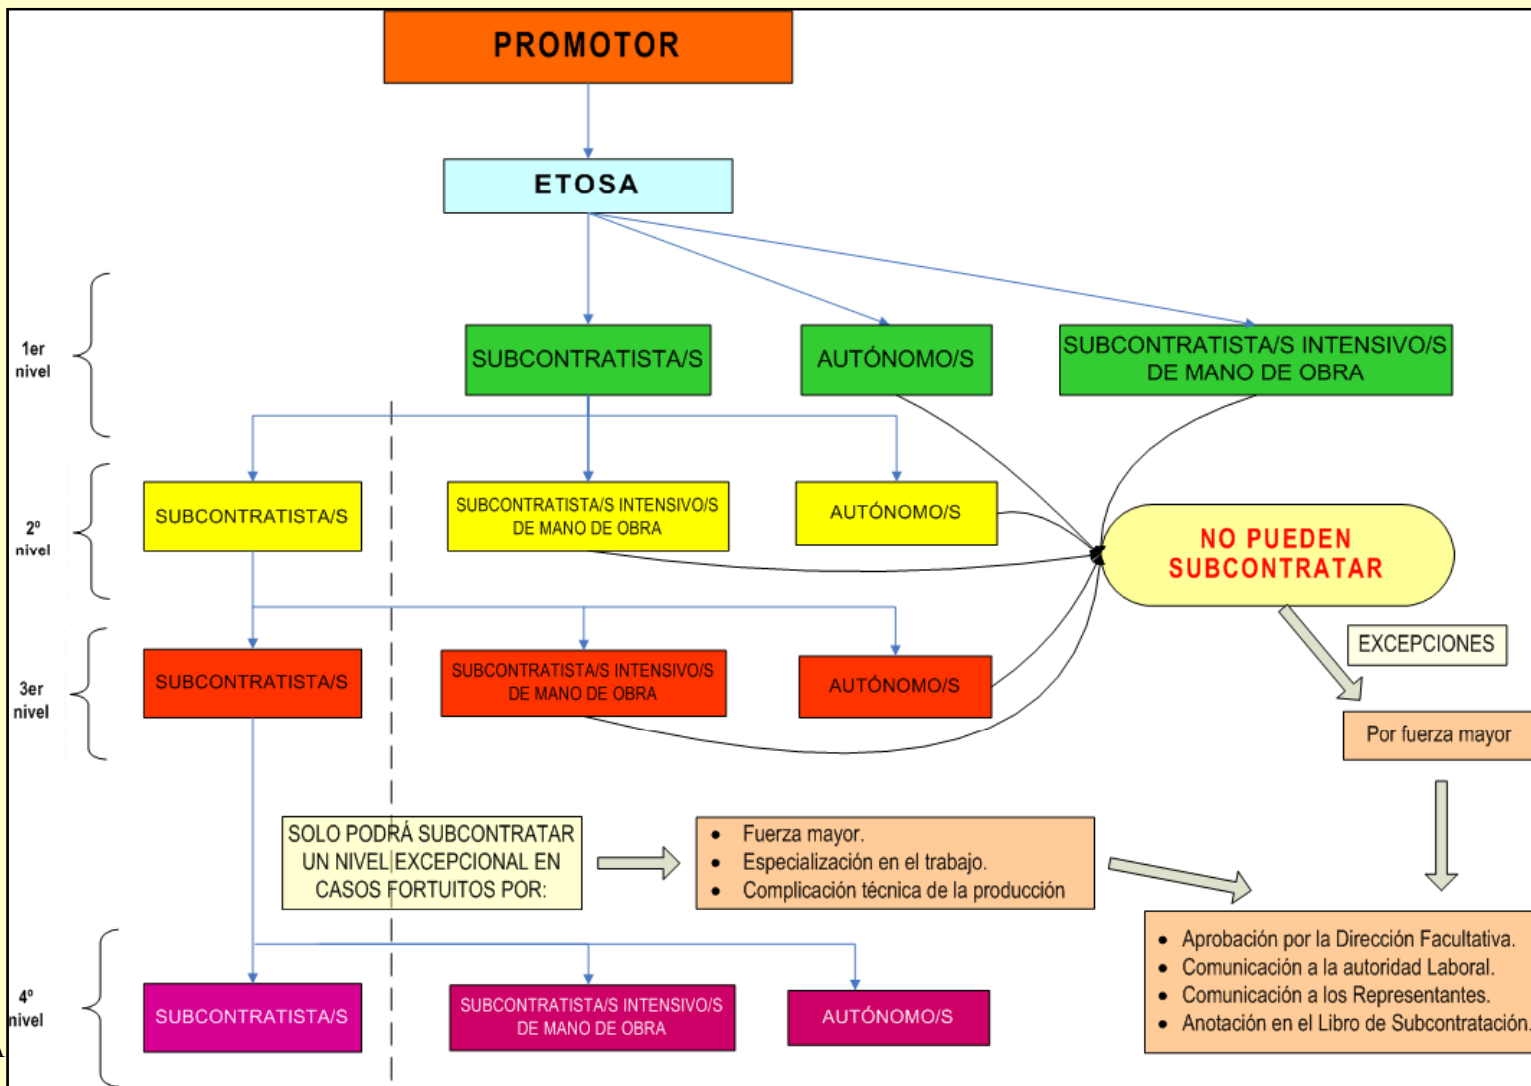 PROMOTOR
ETOSA
1er
nivel
SUBCONTRATISTA/S
AUTÓNOMO/S
SUBCONTRATISTA/S INTENSIVO/S
DE MANO DE OBRA
2º
nivel
SUBCONTRATISTA/S
SUBCONTRATISTA/S INTENSIVO/S
DE MANO DE OBRA
AUTÓNOMO/S
NO PUEDEN
SUBCONTRATAR
EXCEPCIONES
3er
nivel
SUBCONTRATISTA/S
SUBCONTRATISTA/S INTENSIVO/S
DE MANO DE OBRA
AUTÓNOMO/S
Por fuerza mayor
SOLO PODRÁ SUBCONTRATAR
UN NIVEL EXCEPCIONAL EN
CASOS FORTUITOS POR:
• Fuerza mayor.
• Especialización en el trabajo.
• Complicación técnica de la producción
• Aprobación por la Dirección Facultativa.
• Comunicación a la autoridad Laboral.
• Comunicación a los Representantes.
• Anotación en el Libro de Subcontratación.
4º
nivel
SUBCONTRATISTA/S
SUBCONTRATISTA/S INTENSIVO/S
DE MANO DE OBRA
AUTÓNOMO/S